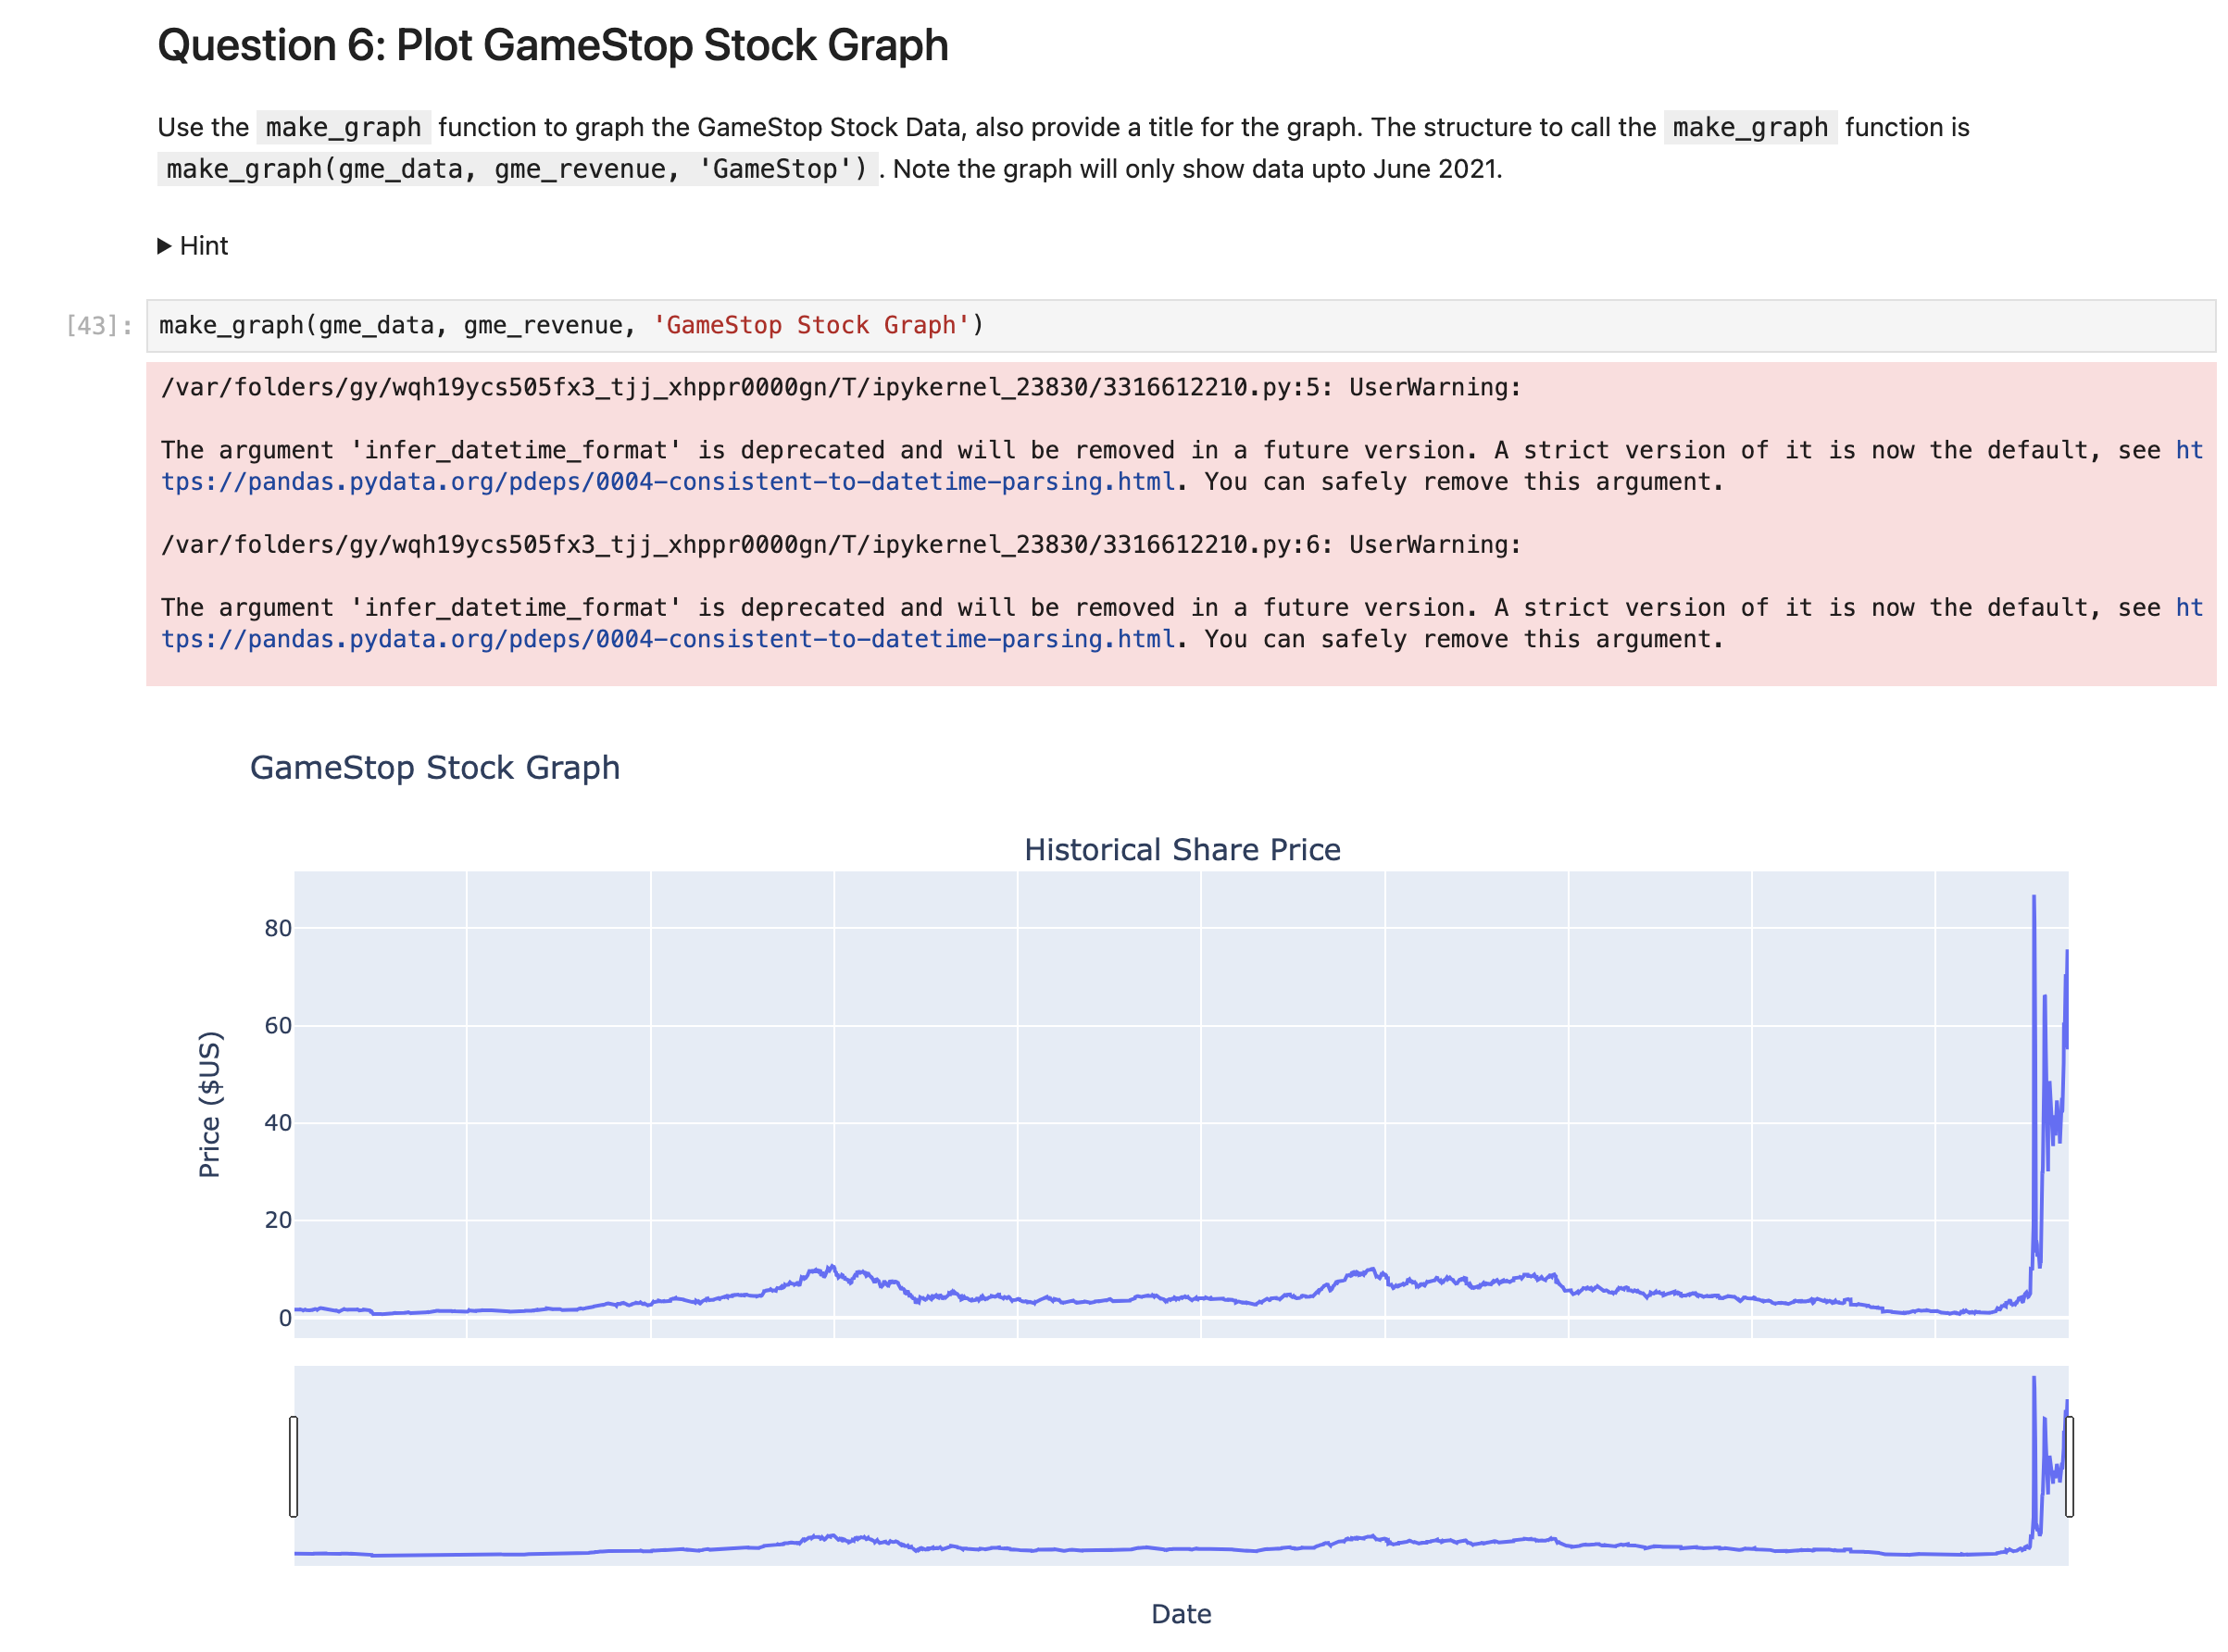 Question 6: Plot GameStop Stock Graph
Use the make_graph function to graph the GameStop Stock Data, also provide a title for the graph. The structure to call the make_graph function is
make_graph(gme_data, gme_revenue, 'GameStop') . Note the graph will only show data upto June 2021.
▶ Hint
[43]: make_graph(gme_data, gme_revenue, 'GameStop Stock Graph')
/var/folders/gy/wqh19ycs505fx3_tjj_xhppr0000gn/T/ipykernel_23830/3316612210.py:5: UserWarning:
The argument 'infer_datetime_format' is deprecated and will be removed in a future version. A strict version of it is now the default, see ht
tps://pandas.pydata.org/pdeps/0004-consistent-to-datetime-parsing.html. You can safely remove this argument.
/var/folders/gy/wqh19ycs505fx3_tjj_xhppr0000gn/T/ipykernel_23830/3316612210.py:6: UserWarning:
The argument 'infer_datetime_format' is deprecated and will be removed in a future version. A strict version of it is now the default, see ht
tps://pandas.pydata.org/pdeps/0004-consistent-to-datetime-parsing.html. You can safely remove this argument.
GameStop Stock Graph
Historical Share Price
80
60
40
20
0
Price ($US)
Date